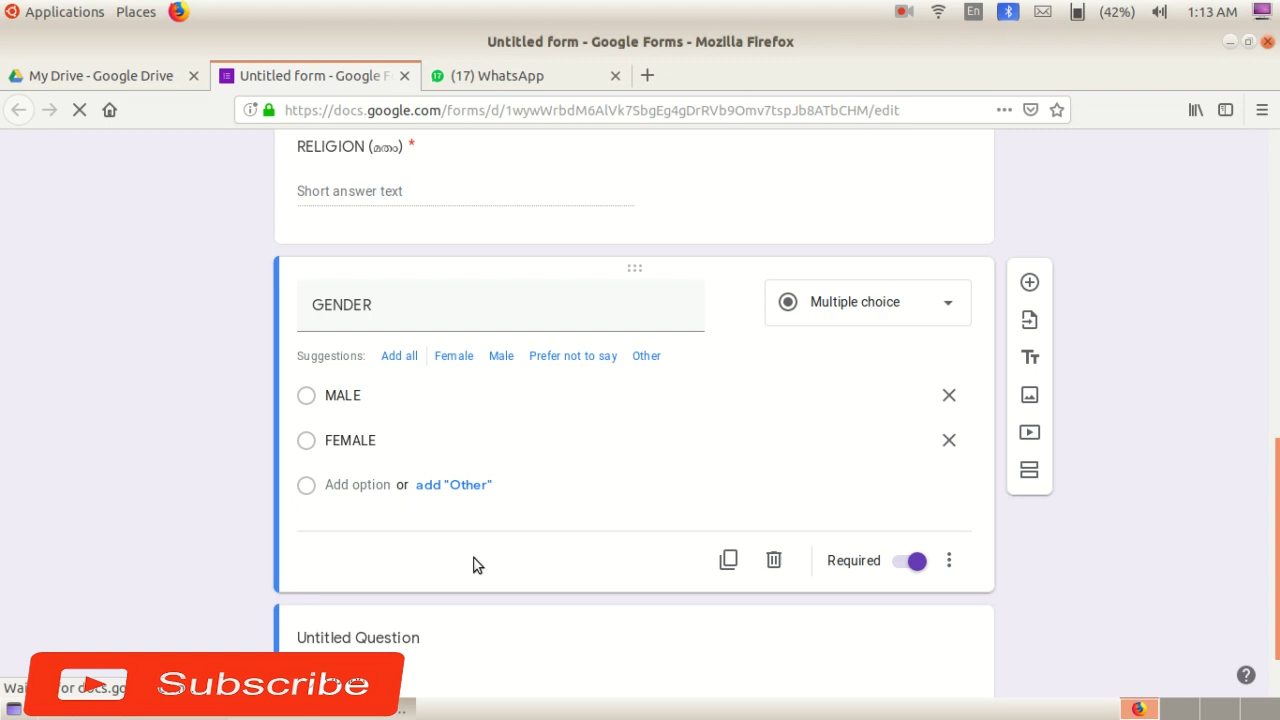 Applications Places En (42%) 1:13 AM
Untitled form - Google Forms - Mozilla Firefox
My Drive - Google Drive Untitled form - Google F (17) WhatsApp
https://docs.google.com/forms/d/1wywWrbdM6AlVk7SbgEg4gDrRVb9Omv7tspJb8ATbCHM/edit
RELIGION (മതം) *
Short answer text
GENDER
Multiple choice
Suggestions: Add all Female Male Prefer not to say Other
MALE
FEMALE
Add option or add "Other"
Required
Untitled Question
Subscribe